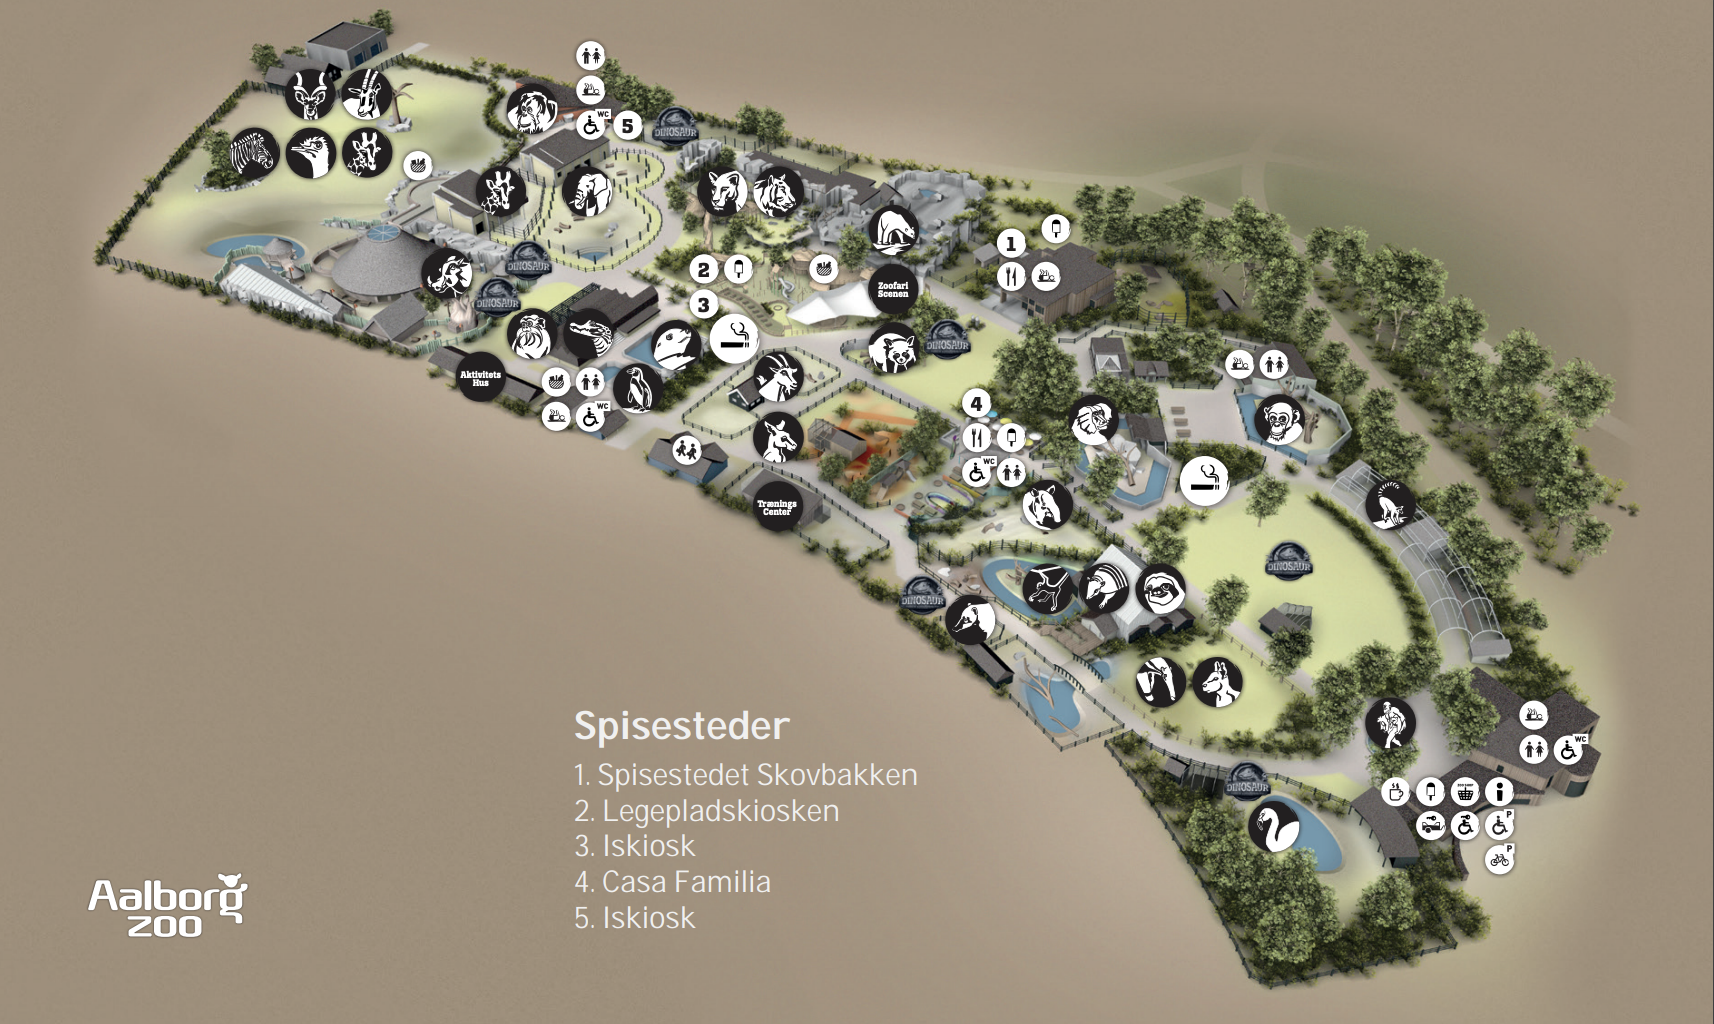 WC
5
DINOSAUR
DINOSAUR
DINOSAUR
1
2
3
Zoofari
Scenen
DINOSAUR
Aktivitets
Hus
WC
4
WC
Trænings
Center
DINOSAUR
DINOSAUR
WC
DINOSAUR
P
P
Spisesteder
1. Spisestedet Skovbakken
2. Legepladskiosken
3. Iskiosk
4. Casa Familia
5. Iskiosk
Aalborg
ZOO